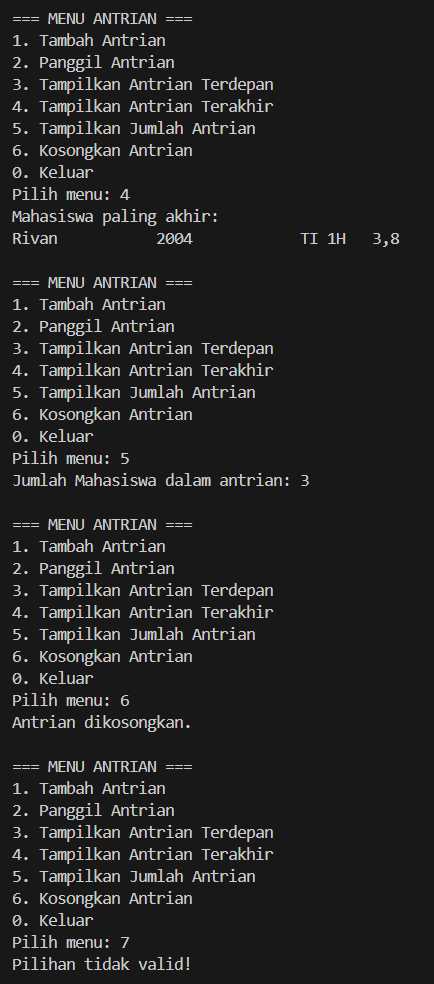 === MENU ANTRIAN ===
1. Tambah Antrian
2. Panggil Antrian
3. Tampilkan Antrian Terdepan
4. Tampilkan Antrian Terakhir
5. Tampilkan Jumlah Antrian
6. Kosongkan Antrian
0. Keluar
Pilih menu: 4
Mahasiswa paling akhir:
Rivan           2004            TI 1H   3,8

=== MENU ANTRIAN ===
1. Tambah Antrian
2. Panggil Antrian
3. Tampilkan Antrian Terdepan
4. Tampilkan Antrian Terakhir
5. Tampilkan Jumlah Antrian
6. Kosongkan Antrian
0. Keluar
Pilih menu: 5
Jumlah Mahasiswa dalam antrian: 3

=== MENU ANTRIAN ===
1. Tambah Antrian
2. Panggil Antrian
3. Tampilkan Antrian Terdepan
4. Tampilkan Antrian Terakhir
5. Tampilkan Jumlah Antrian
6. Kosongkan Antrian
0. Keluar
Pilih menu: 6
Antrian dikosongkan.

=== MENU ANTRIAN ===
1. Tambah Antrian
2. Panggil Antrian
3. Tampilkan Antrian Terdepan
4. Tampilkan Antrian Terakhir
5. Tampilkan Jumlah Antrian
6. Kosongkan Antrian
0. Keluar
Pilih menu: 7
Pilihan tidak valid!